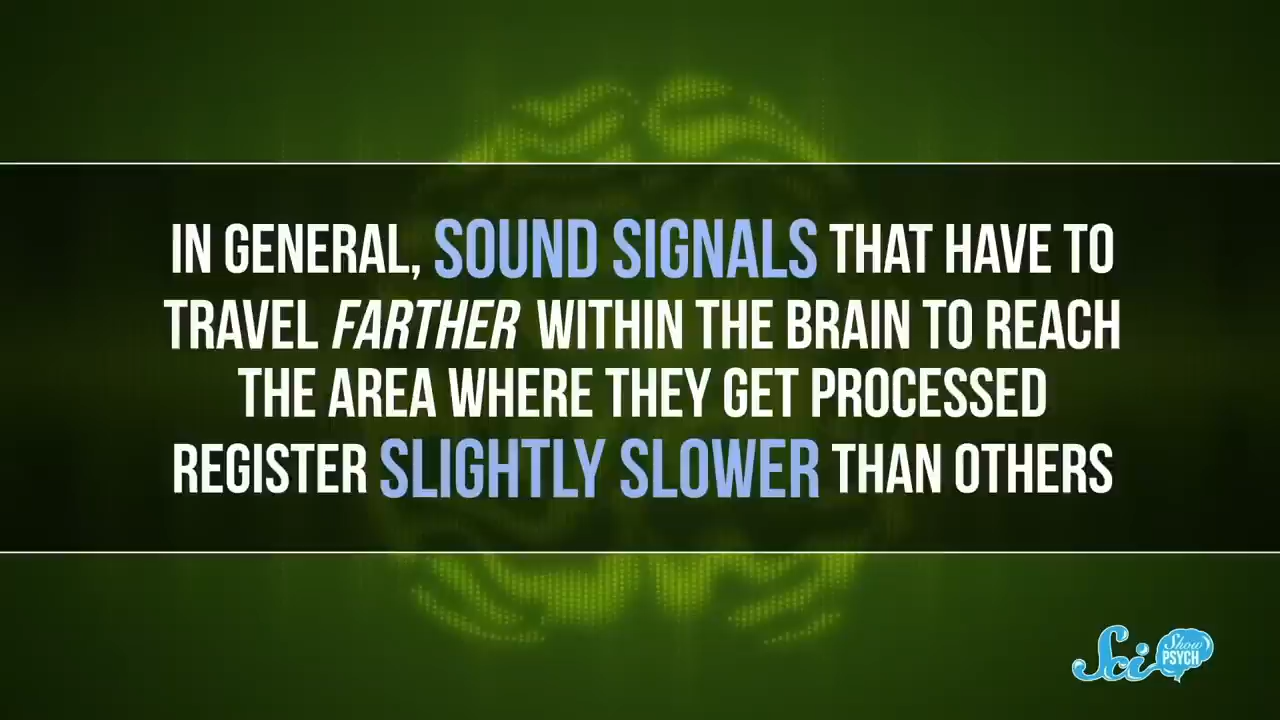 IN GENERAL, SOUND SIGNALS THAT HAVE TO
TRAVEL FARTHER WITHIN THE BRAIN TO REACH
THE AREA WHERE THEY GET PROCESSED
REGISTER SLIGHTLY SLOWER THAN OTHERS
Sci Show
PSYCH